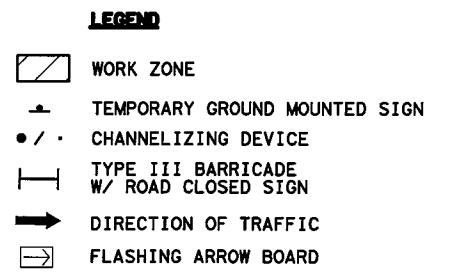 LEGEND
WORK ZONE
TEMPORARY GROUND MOUNTED SIGN
CHANNELIZING DEVICE
TYPE III BARRICADE
W/ ROAD CLOSED SIGN
DIRECTION OF TRAFFIC
FLASHING ARROW BOARD